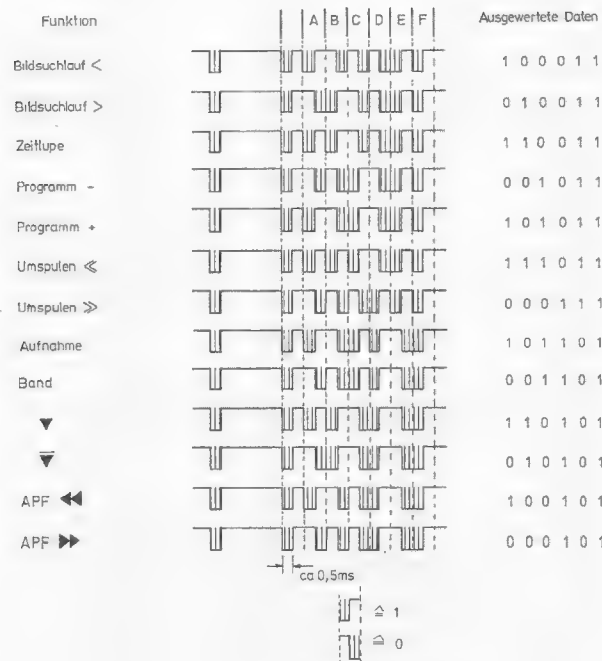 Funktion A B C D E F Ausgewertete Daten
Bildsuchlauf < 1 0 0 0 1 1
Bildsuchlauf > 0 1 0 0 1 1
Zeitlupe 1 1 0 0 1 1
Programm - 0 0 1 0 1 1
Programm + 1 0 1 0 1 1
Umspulen ≪ 1 1 1 0 1 1
Umspulen ≫ 0 0 0 1 1 1
Aufnahme 1 0 1 1 0 1
Band 0 0 1 1 0 1
▼ 1 1 0 1 0 1
▼ 0 1 0 1 0 1
APF ◀◀ 1 0 0 1 0 1
APF ▶▶ 0 0 0 1 0 1
ca 0,5ms
≙ 1
≙ 0